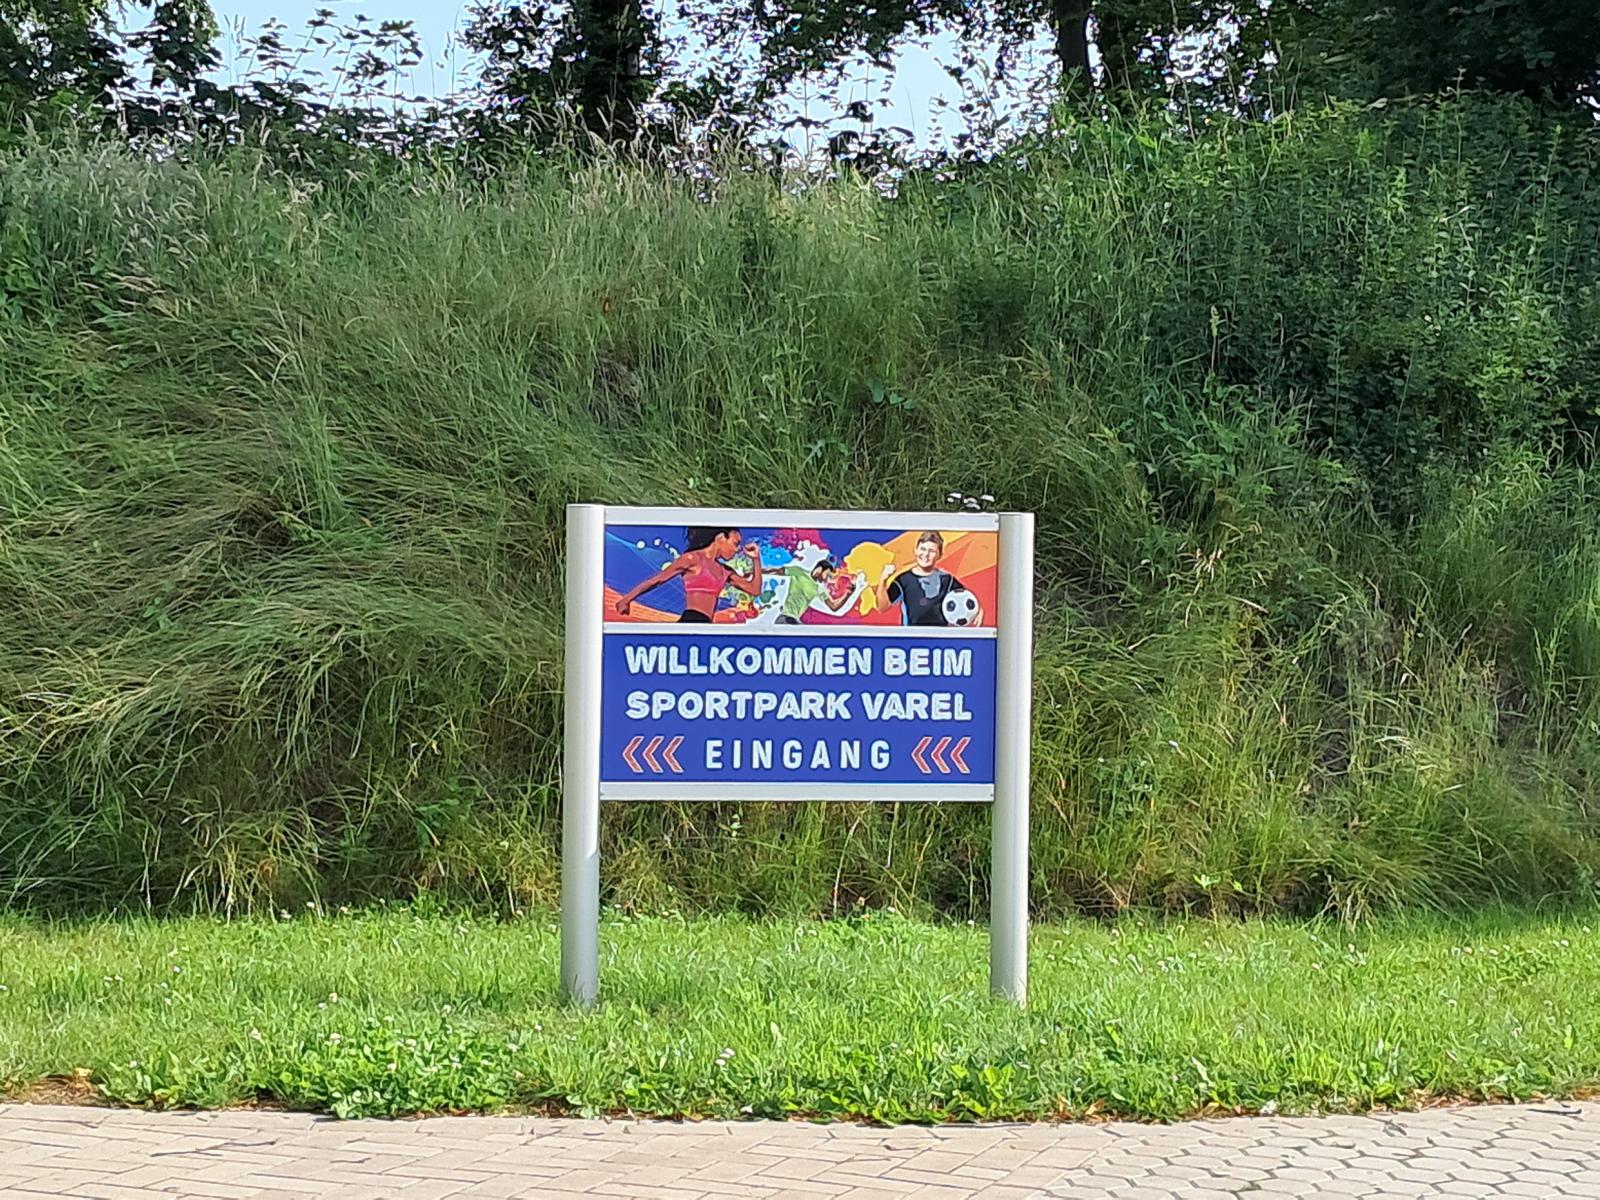 WILLKOMMEN BEIM
SPORTPARK VAREL
<<< EINGANG <<<